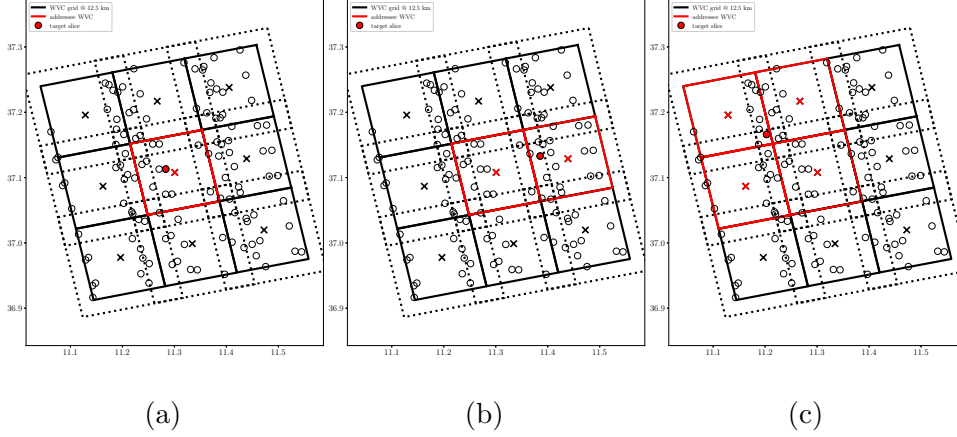 WVC grid @ 12.5 km
addressee WVC
target slice
37.3
37.2
37.1
37.0
36.9
11.1 11.2 11.3 11.4 11.5
(a)
WVC grid @ 12.5 km
addressee WVC
target slice
37.3
37.2
37.1
37.0
36.9
11.1 11.2 11.3 11.4 11.5
(b)
WVC grid @ 12.5 km
addressee WVC
target slice
37.3
37.2
37.1
37.0
36.9
11.1 11.2 11.3 11.4 11.5
(c)